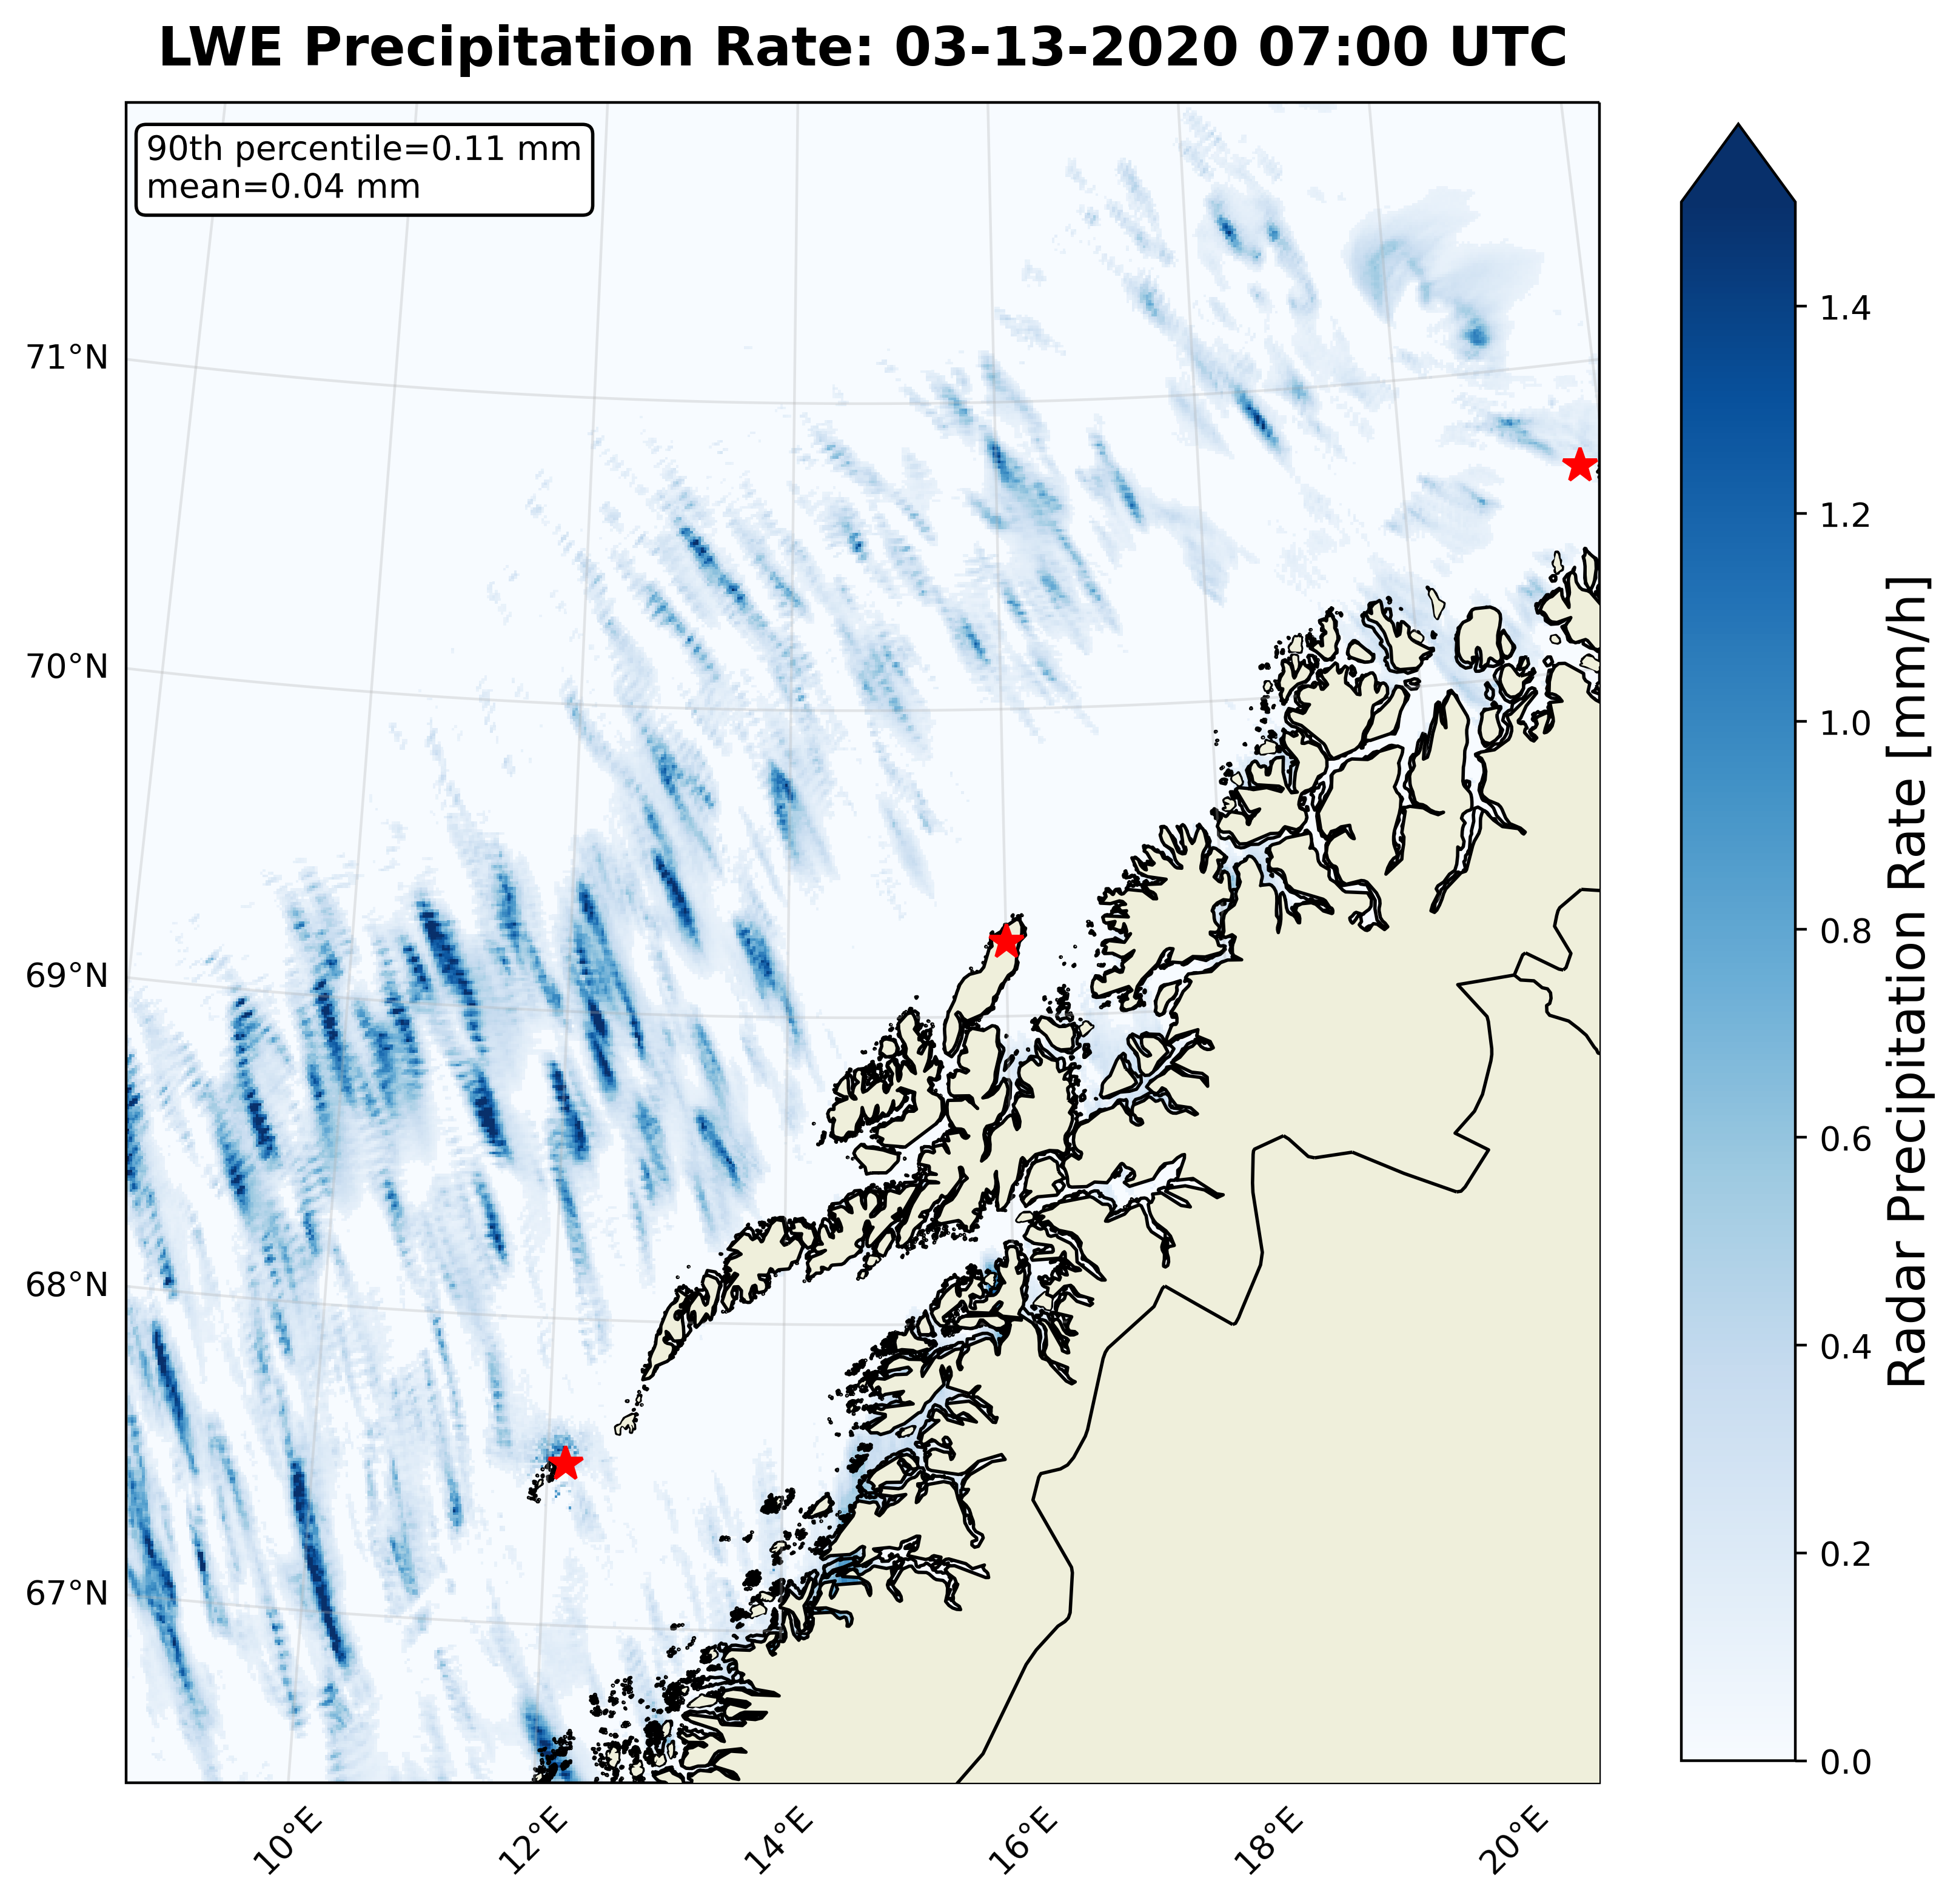 LWE Precipitation Rate: 03-13-2020 07:00 UTC
90th percentile=0.11 mm
mean=0.04 mm
71°N
70°N
69°N
68°N
67°N
10°E
12°E
14°E
16°E
18°E
20°E
1.4
1.2
1.0
0.8
0.6
0.4
0.2
0.0
Radar Precipitation Rate [mm/h]